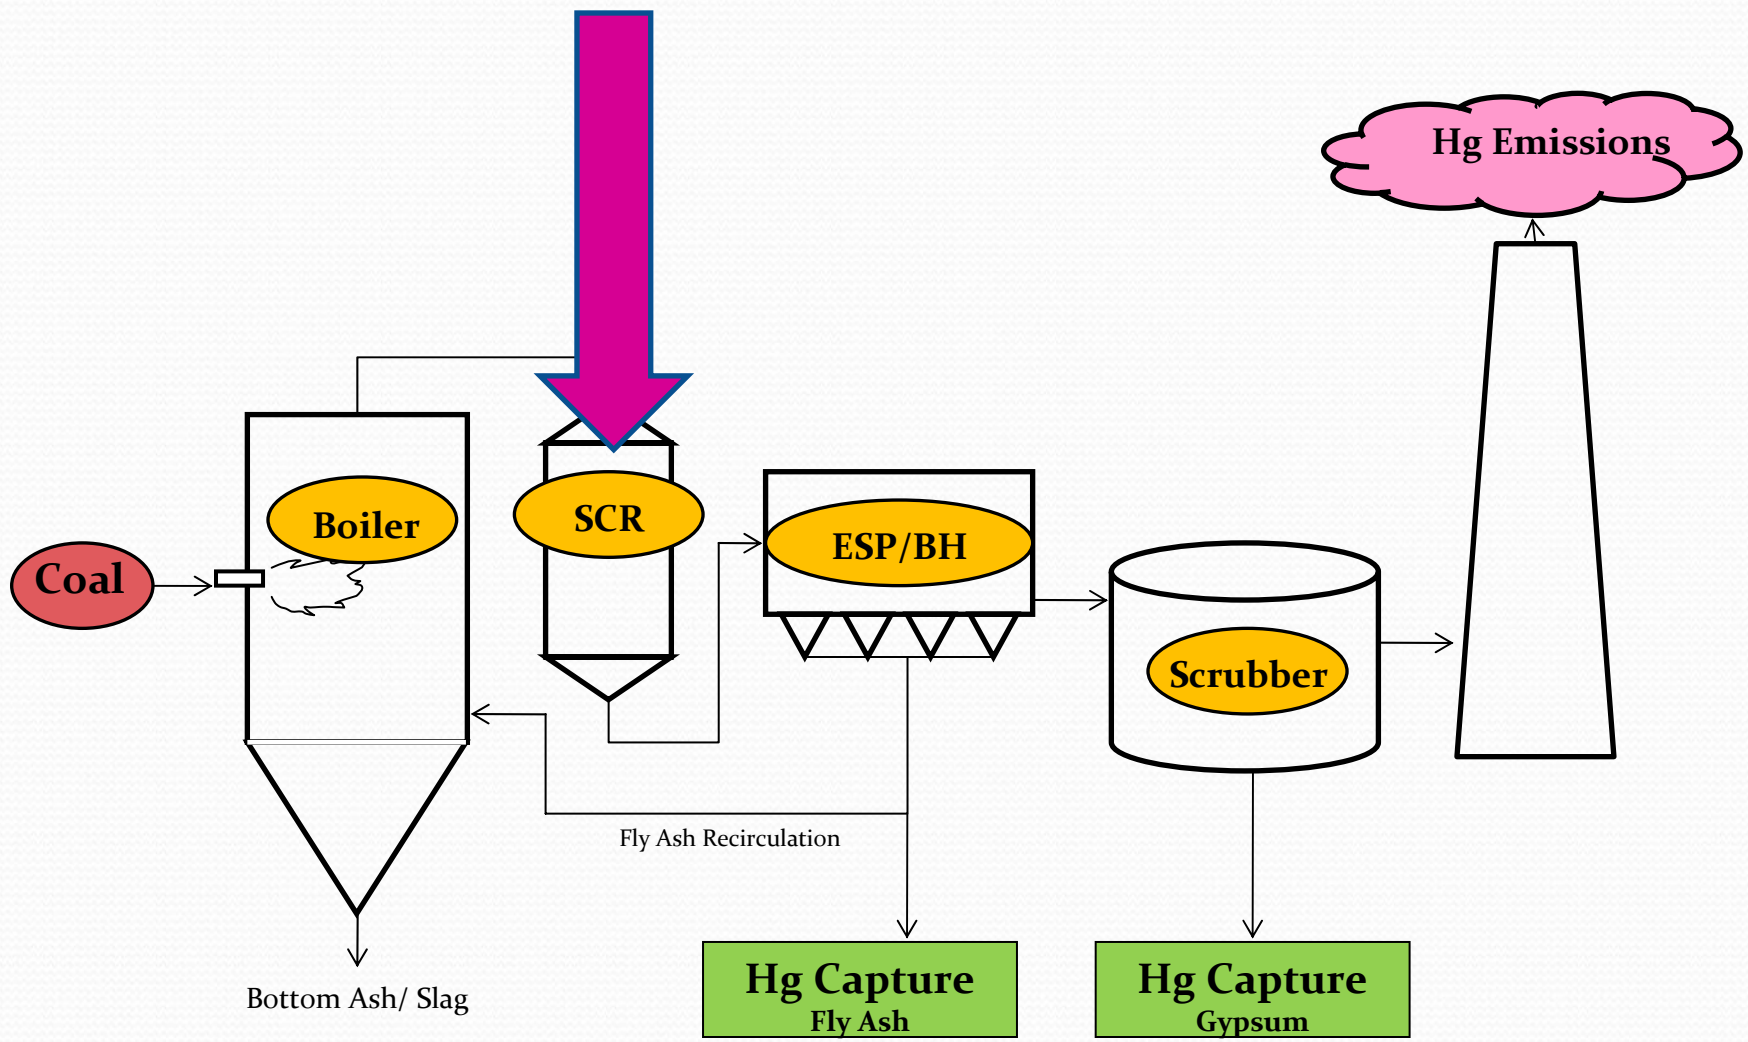 Hg Emissions
Boiler
SCR
ESP/BH
Coal
Scrubber
Fly Ash Recirculation
Bottom Ash/ Slag
Hg Capture
Fly Ash
Hg Capture
Gypsum